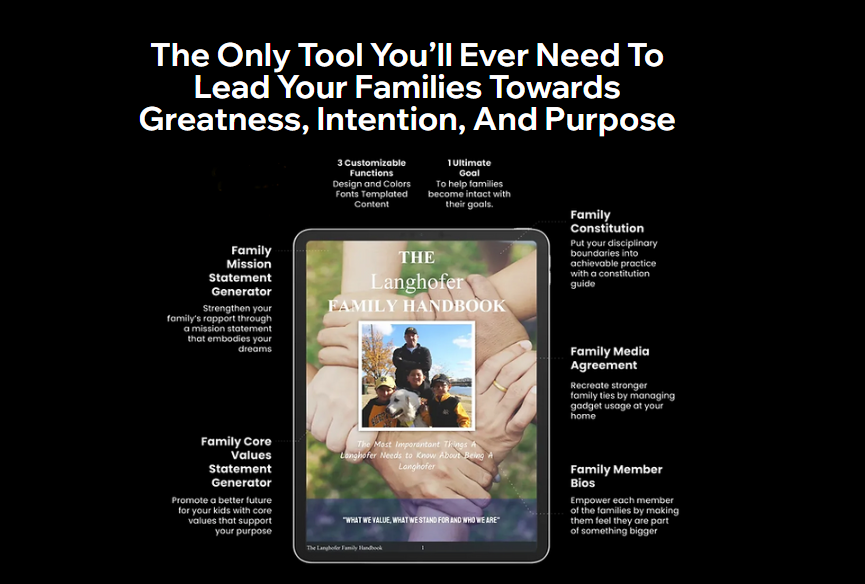 The Only Tool You'll Ever Need To
Lead Your Families Towards
Greatness, Intention, And Purpose
3 Customizable
Functions
Design and Colors
Fonts Templated
Content
1 Ultimate
Goal
To help families
become intact with
their goals.
Family
Mission
Statement
Generator
Strengthen your
family's rapport through
a mission statement
that embodies your
dreams
Family Core
Values
Statement
Generator
Promote a better future
for your kids with core
values that support
your purpose
THE
Langhofer
FAMILY HANDBOOK
The Most Imporantant Things A
Langhofer Needs to Know About Being A
Langhofer
"WHAT WE VALUE, WHAT WE STAND FOR AND WHO WE ARE"
The Langhofer Family Handbook 1
Family
Constitution
Put your disciplinary
boundaries into
achievable practice
with a constitution
guide
Family Media
Agreement
Recreate stronger
family ties by managing
gadget usage at your
home
Family Member
Bios
Empower each member
of the families by making
them feel they are part
of something bigger